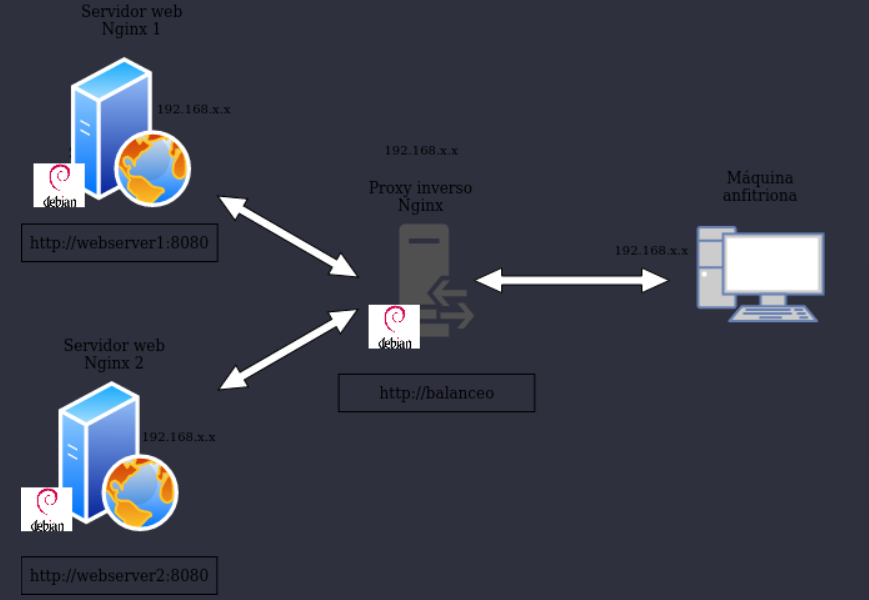 Servidor web
Nginx 1
192.168.x.x
debian
http://webserver1:8080
192.168.x.x
Proxy inverso
Nginx
debian
http://balanceo
Máquina
anfitriona
192.168.x.x
Servidor web
Nginx 2
192.168.x.x
debian
http://webserver2:8080